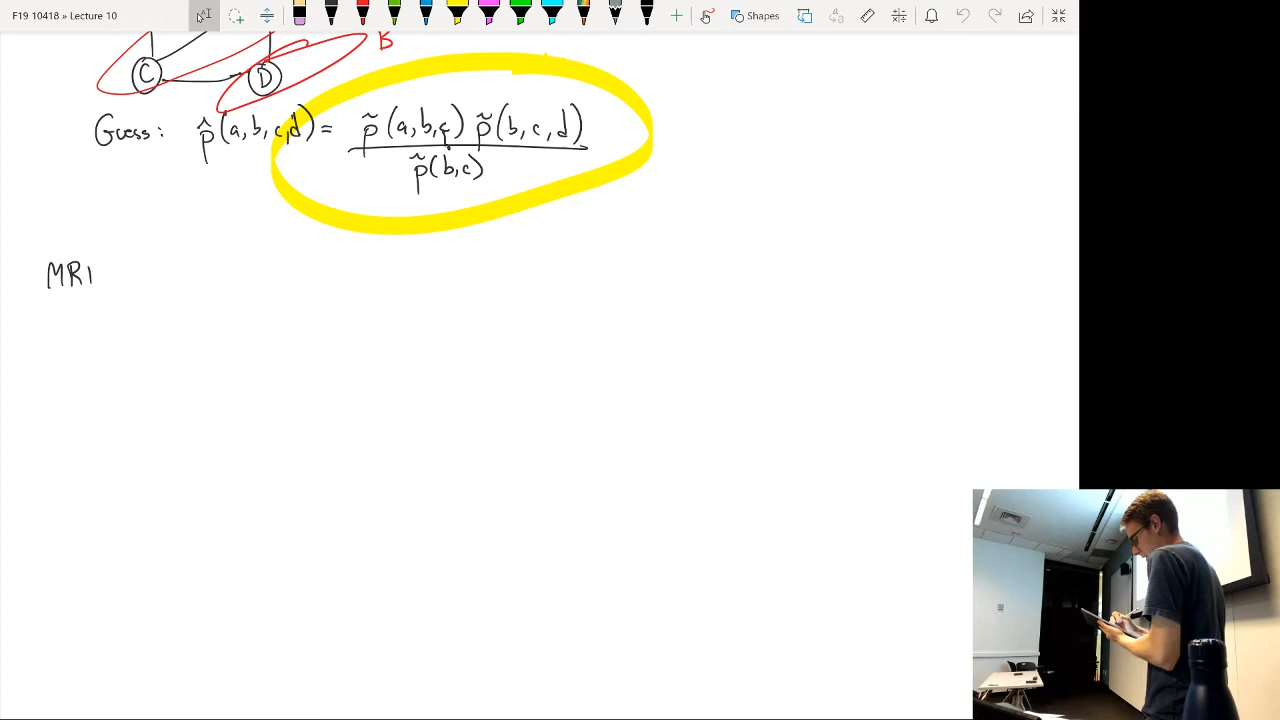 F19 10418 » Lecture 10
Shapes
B
C
D
Guess: p̂(a,b,c,d) = p̃(a,b,c) p̃(b,c,d)
p̃(b,c)
MRI